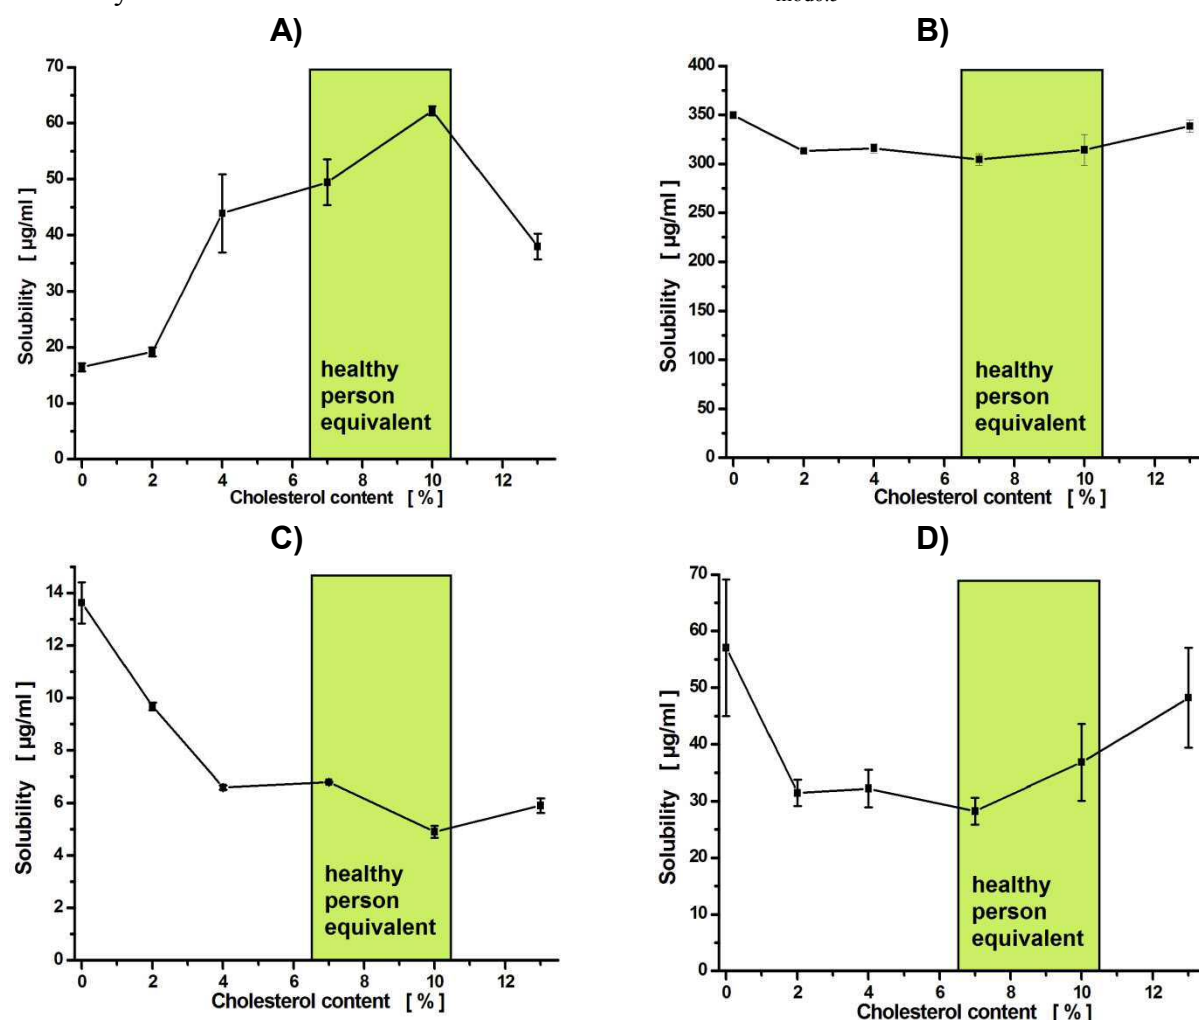 A)
70
60
50
40
30
20
10
0
Solubility [ µg/ml ]
healthy
person
equivalent
0 2 4 6 8 10 12
Cholesterol content [ % ]
B)
400
350
300
250
200
150
100
50
0
Solubility [ µg/ml ]
healthy
person
equivalent
0 2 4 6 8 10 12
Cholesterol content [ % ]
C)
14
12
10
8
6
4
2
0
Solubility [ µg/ml ]
healthy
person
equivalent
0 2 4 6 8 10 12
Cholesterol content [ % ]
D)
70
60
50
40
30
20
10
0
Solubility [ µg/ml ]
healthy
person
equivalent
0 2 4 6 8 10 12
Cholesterol content [ % ]